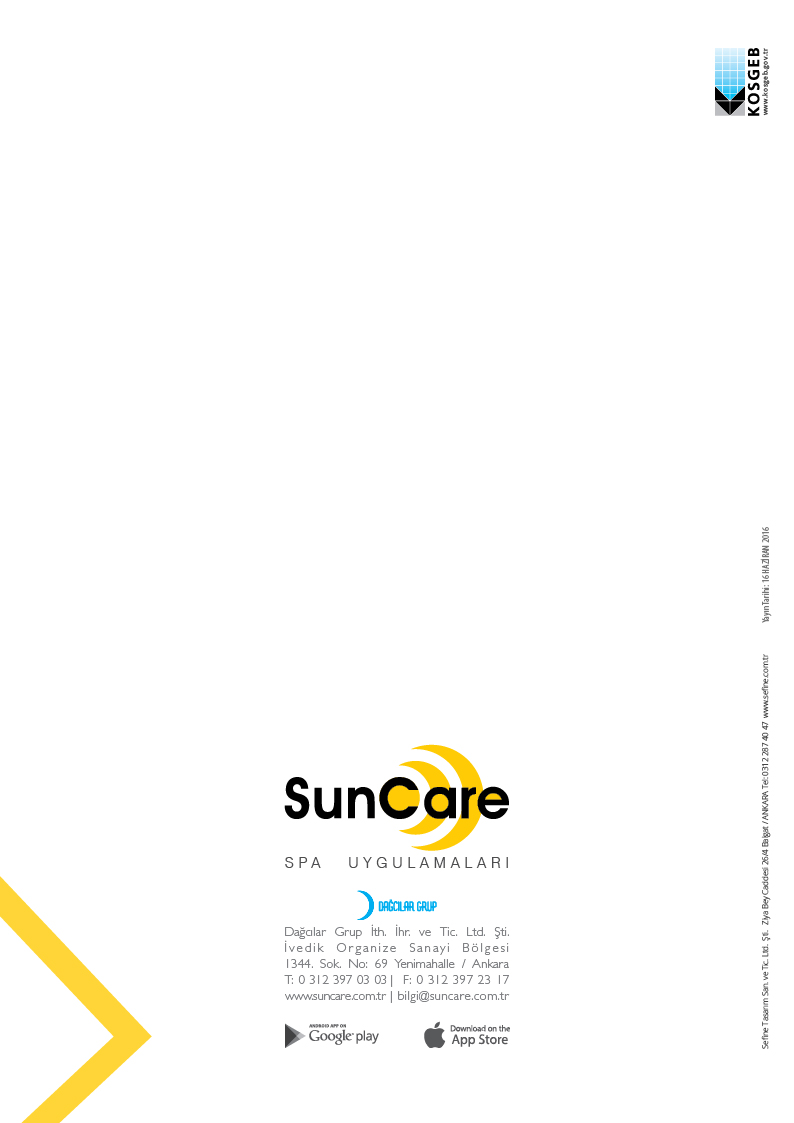 KOSGEB
www.kosgeb.gov.tr
Yayın Tarihi: 16 HAZİRAN 2016
Sefine Tasarım San. ve Tic. Ltd. Şti. Ziya Bey Caddesi 26/4 Balgat / ANKARA Tel: 0312 287 40 47 www.sefine.com.tr
SunCare
SPA UYGULAMALARI
DAĞCILAR GRUP
Dağcılar Grup İth. İhr. ve Tic. Ltd. Şti.
İvedik Organize Sanayi Bölgesi
1344. Sok. No: 69 Yenimahalle / Ankara
T: 0 312 397 03 03 | F: 0 312 397 23 17
www.suncare.com.tr | bilgi@suncare.com.tr
ANDROID APP ON
Google play
Download on the
App Store